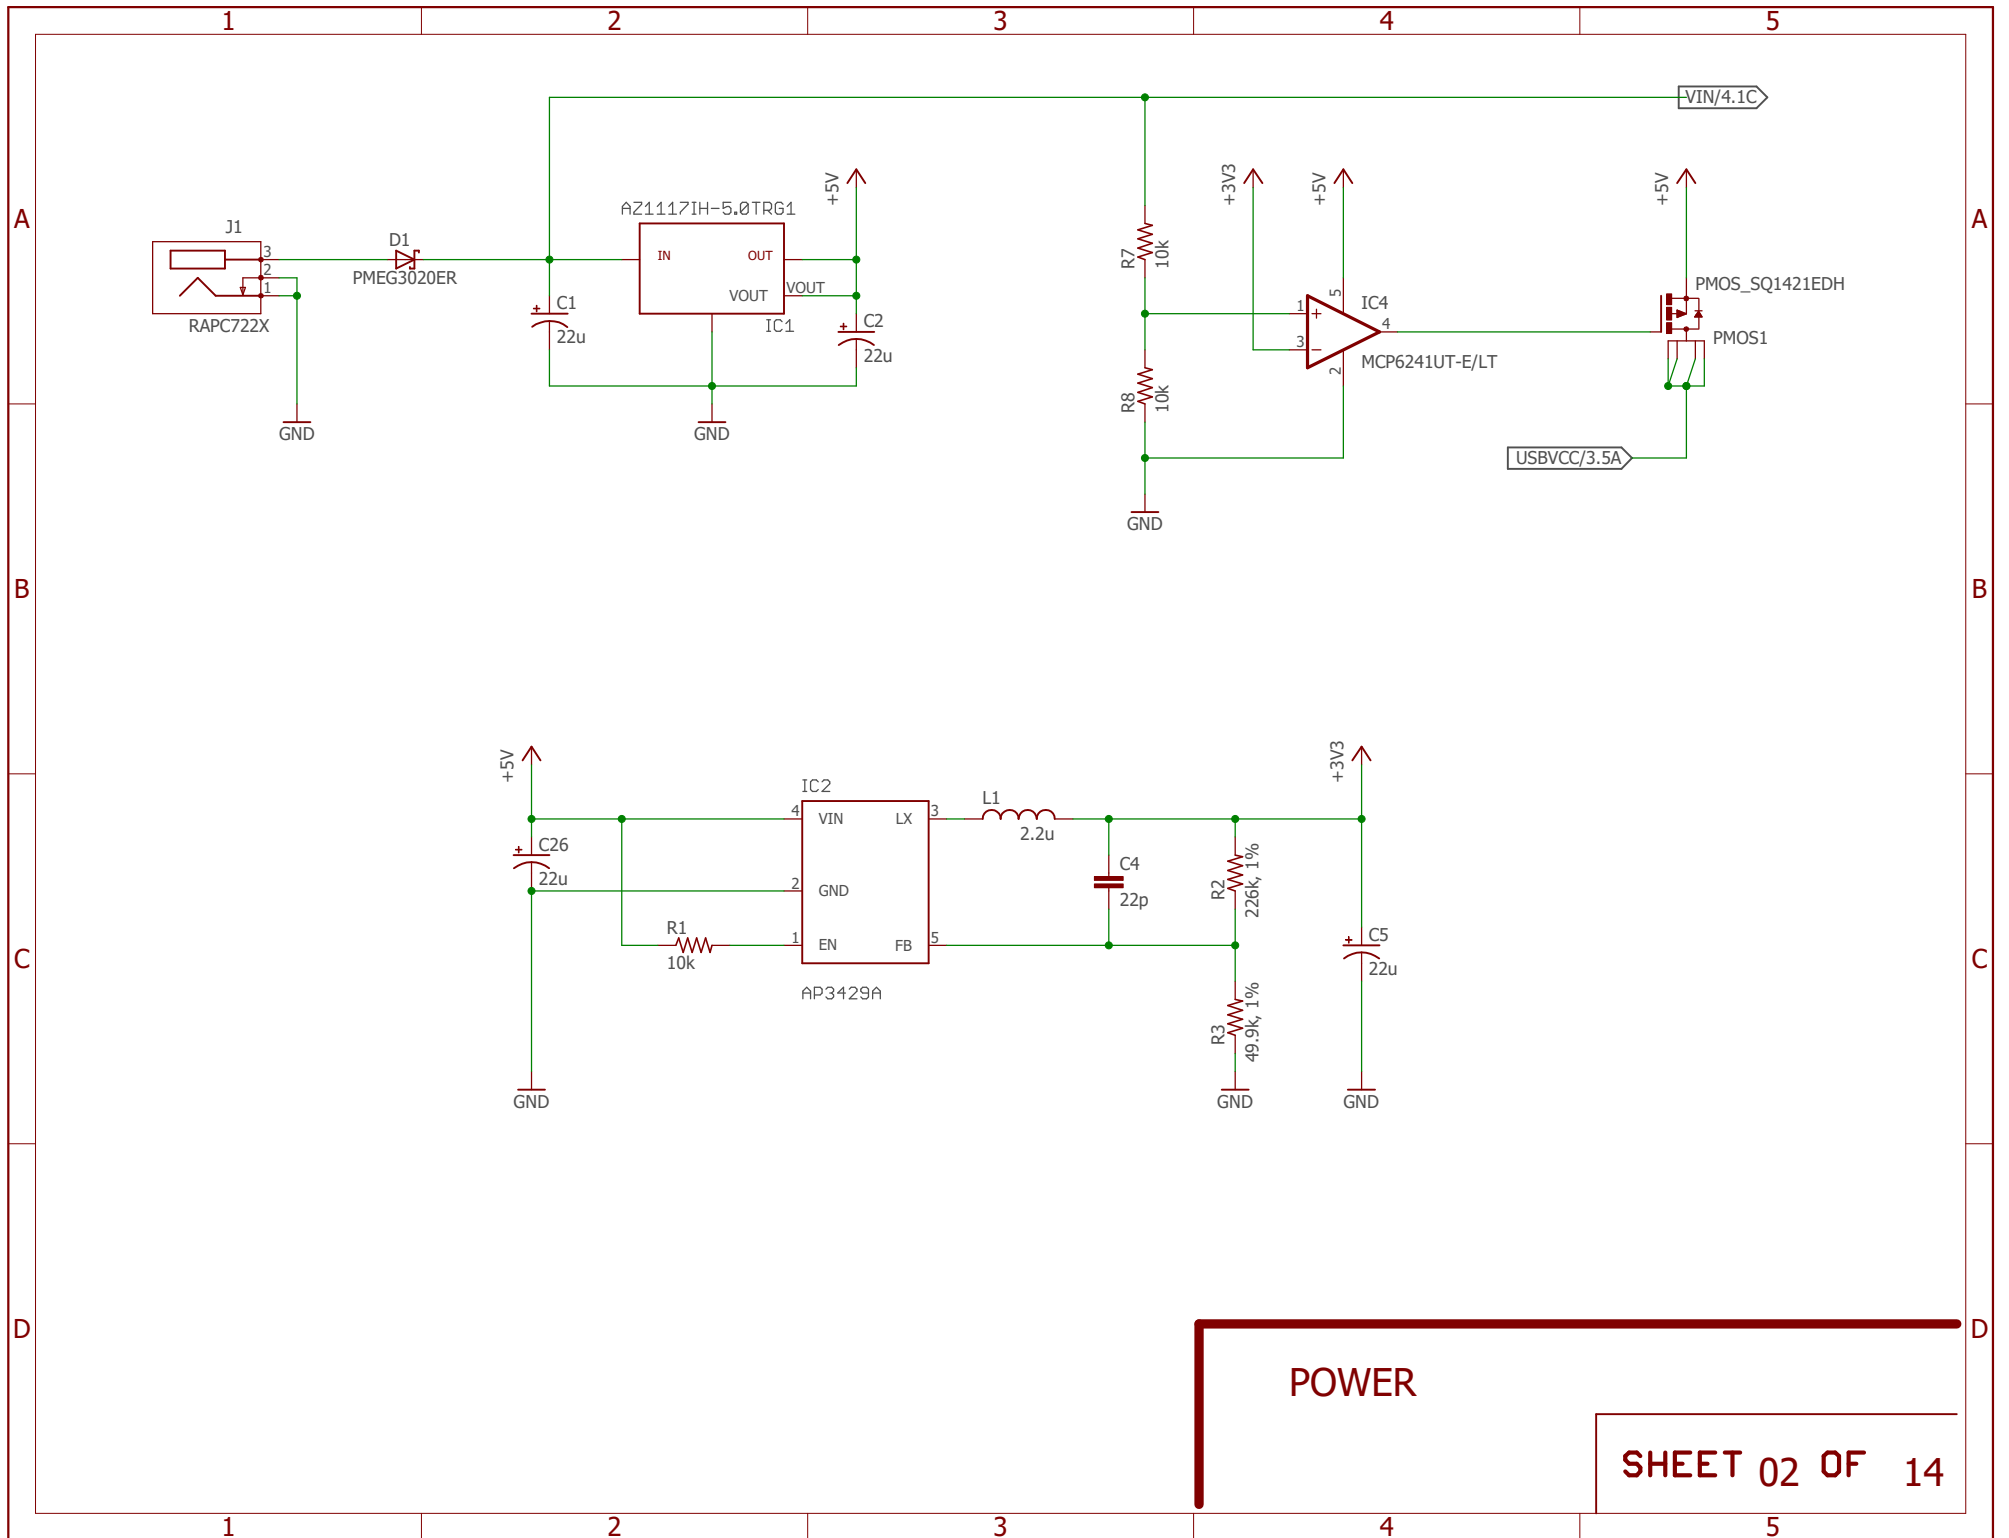 1 2 3 4 5
VIN/4.1C
A A
J1
3
2
1
RAPC722X
GND
D1
PMEG3020ER
+
C1
22u
AZ1117IH-5.0TRG1
IN OUT
VOUT VOUT
IC1
GND
+5V
+
C2
22u
R7
10k
R8
10k
GND
+3V3
+5V
1 +
3 −
5
2
4
IC4
MCP6241UT-E/LT
+5V
PMOS_SQ1421EDH
PMOS1
USBVCC/3.5A
B B
+5V
+
C26
22u
GND
R1
10k
IC2
4 VIN LX 3
2 GND
1 EN FB 5
AP3429A
L1
2.2u
C4
22p
R2
226k, 1%
R3
49.9k, 1%
GND
+3V3
+
C5
22u
GND
C C
D D
POWER
SHEET 02 OF 14
1 2 3 4 5